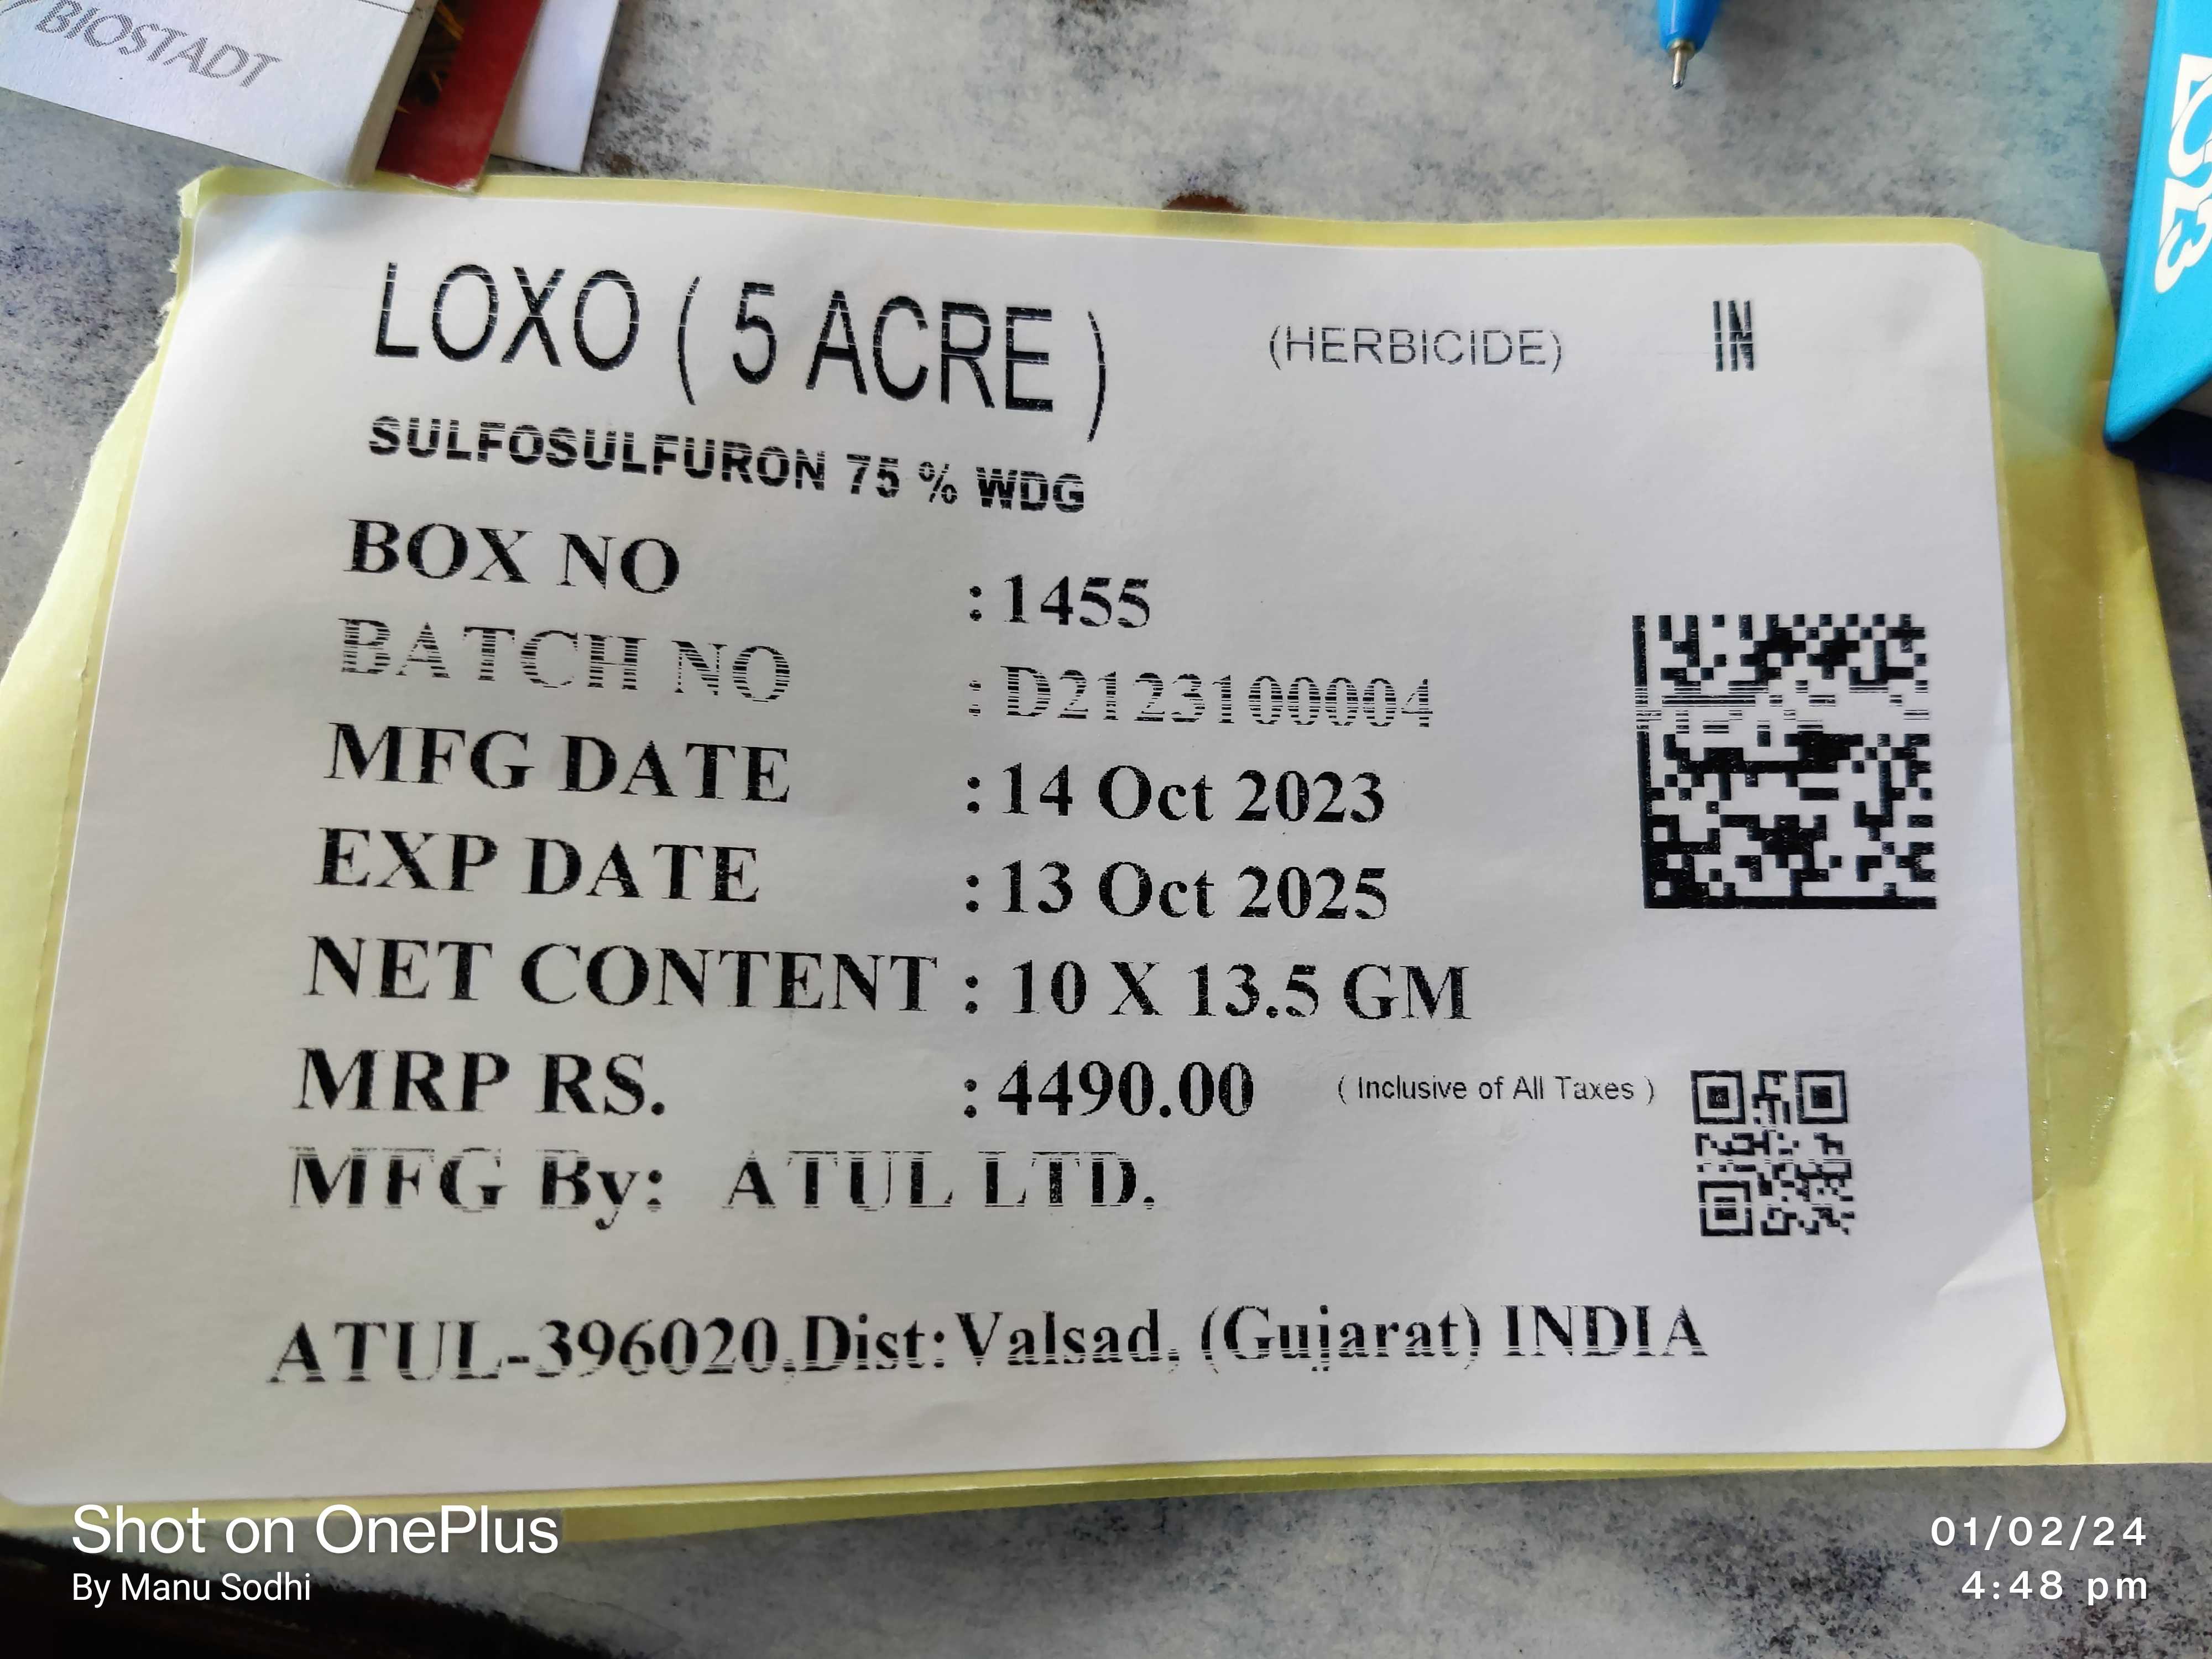 BIOSTADT
LOXO ( 5 ACRE ) (HERBICIDE) IN
SULFOSULFURON 75 % WDG
BOX NO : 1455
BATCH NO : D2123100004
MFG DATE : 14 Oct 2023
EXP DATE : 13 Oct 2025
NET CONTENT : 10 X 13.5 GM
MRP RS. : 4490.00 ( Inclusive of All Taxes )
MFG By: ATUL LTD.
ATUL-396020,Dist:Valsad, (Gujarat) INDIA
Shot on OnePlus
By Manu Sodhi
01/02/24
4:48 pm